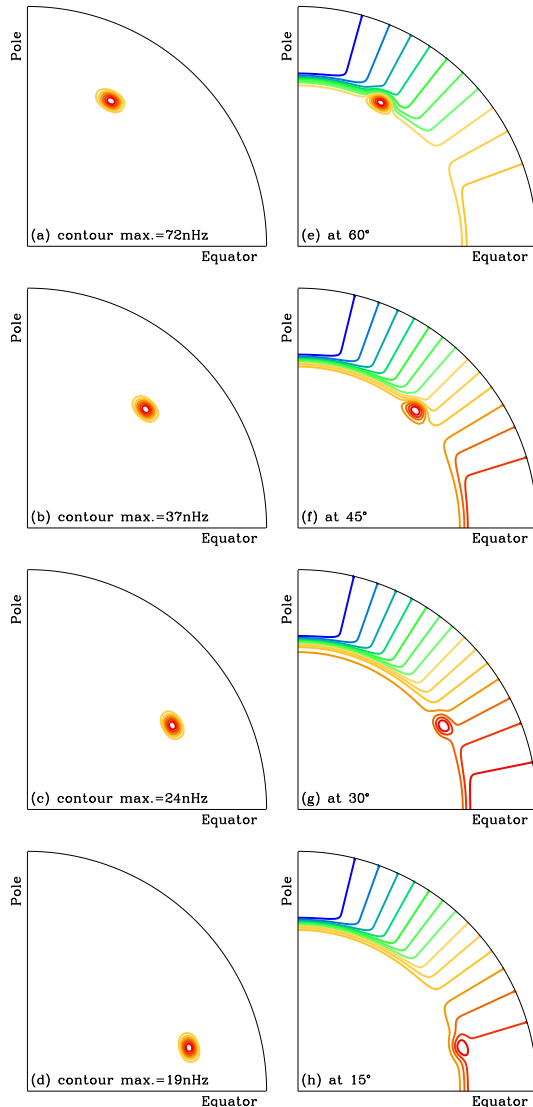 Pole
(a) contour max.=72nHz
Equator
Pole
(e) at 60°
Equator
Pole
(b) contour max.=37nHz
Equator
Pole
(f) at 45°
Equator
Pole
(c) contour max.=24nHz
Equator
Pole
(g) at 30°
Equator
Pole
(d) contour max.=19nHz
Equator
Pole
(h) at 15°
Equator